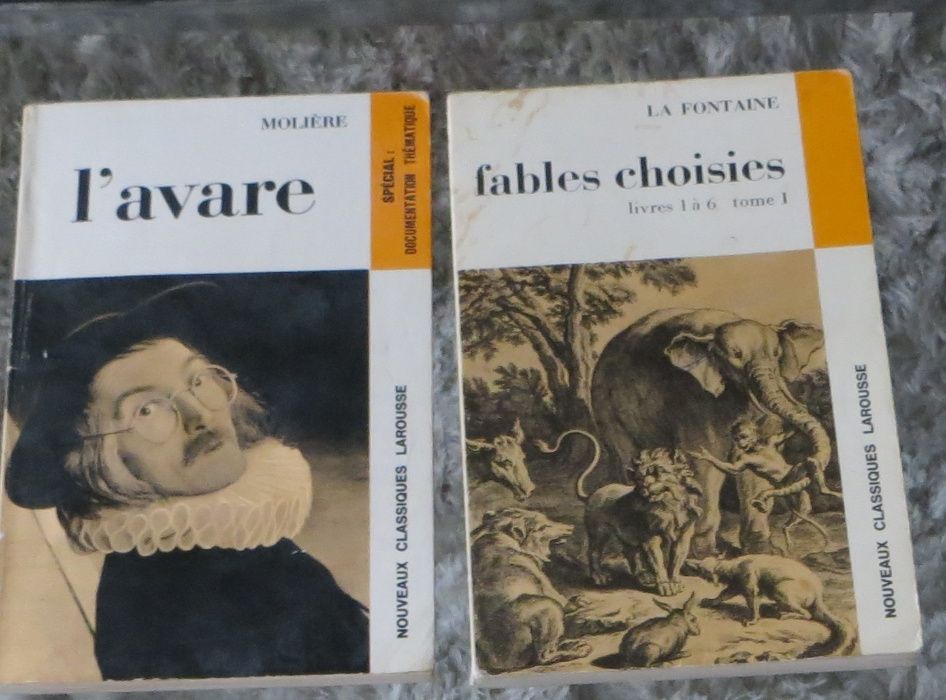 MOLIÈRE
l'avare
SPÉCIAL :
DOCUMENTATION THÉMATIQUE
NOUVEAUX CLASSIQUES LAROUSSE
LA FONTAINE
fables choisies
livres 1 à 6 tome I
NOUVEAUX CLASSIQUES LAROUSSE